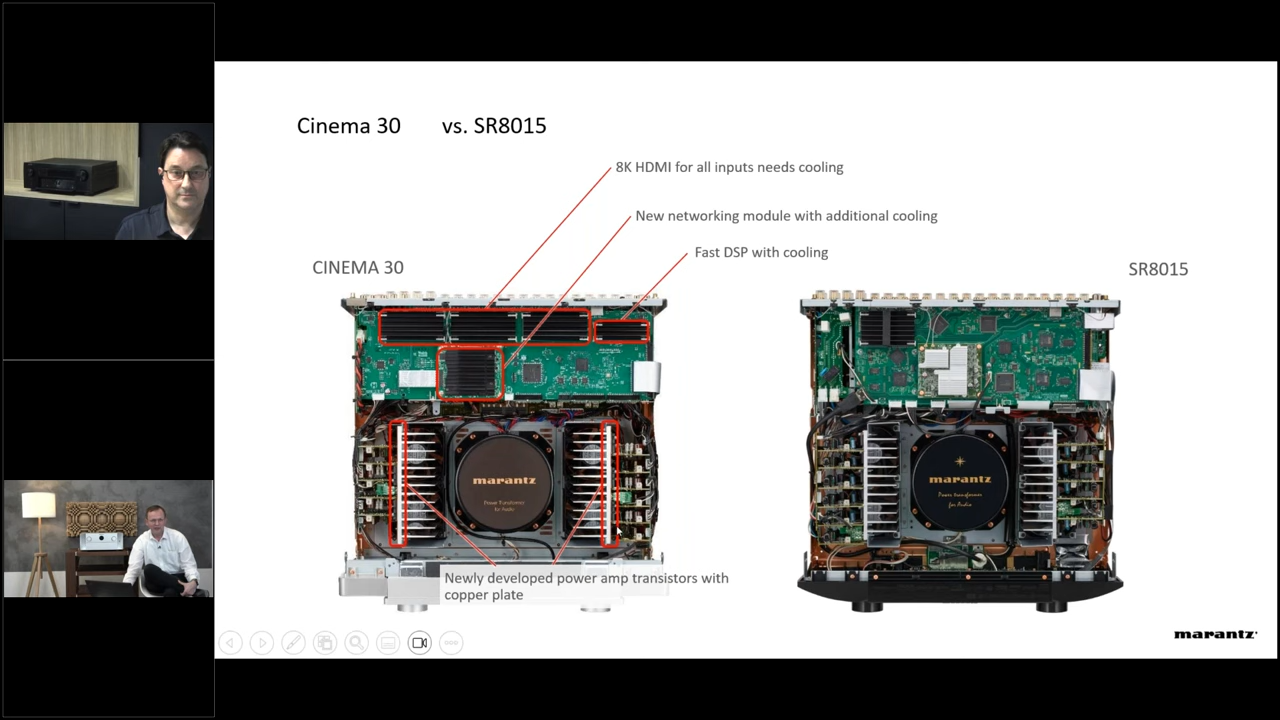 Cinema 30 vs. SR8015
8K HDMI for all inputs needs cooling
New networking module with additional cooling
Fast DSP with cooling
CINEMA 30
SR8015
marantz
Power Transformer
for Audio
marantz
Power transformer
for Audio
Newly developed power amp transistors with
copper plate
marantz